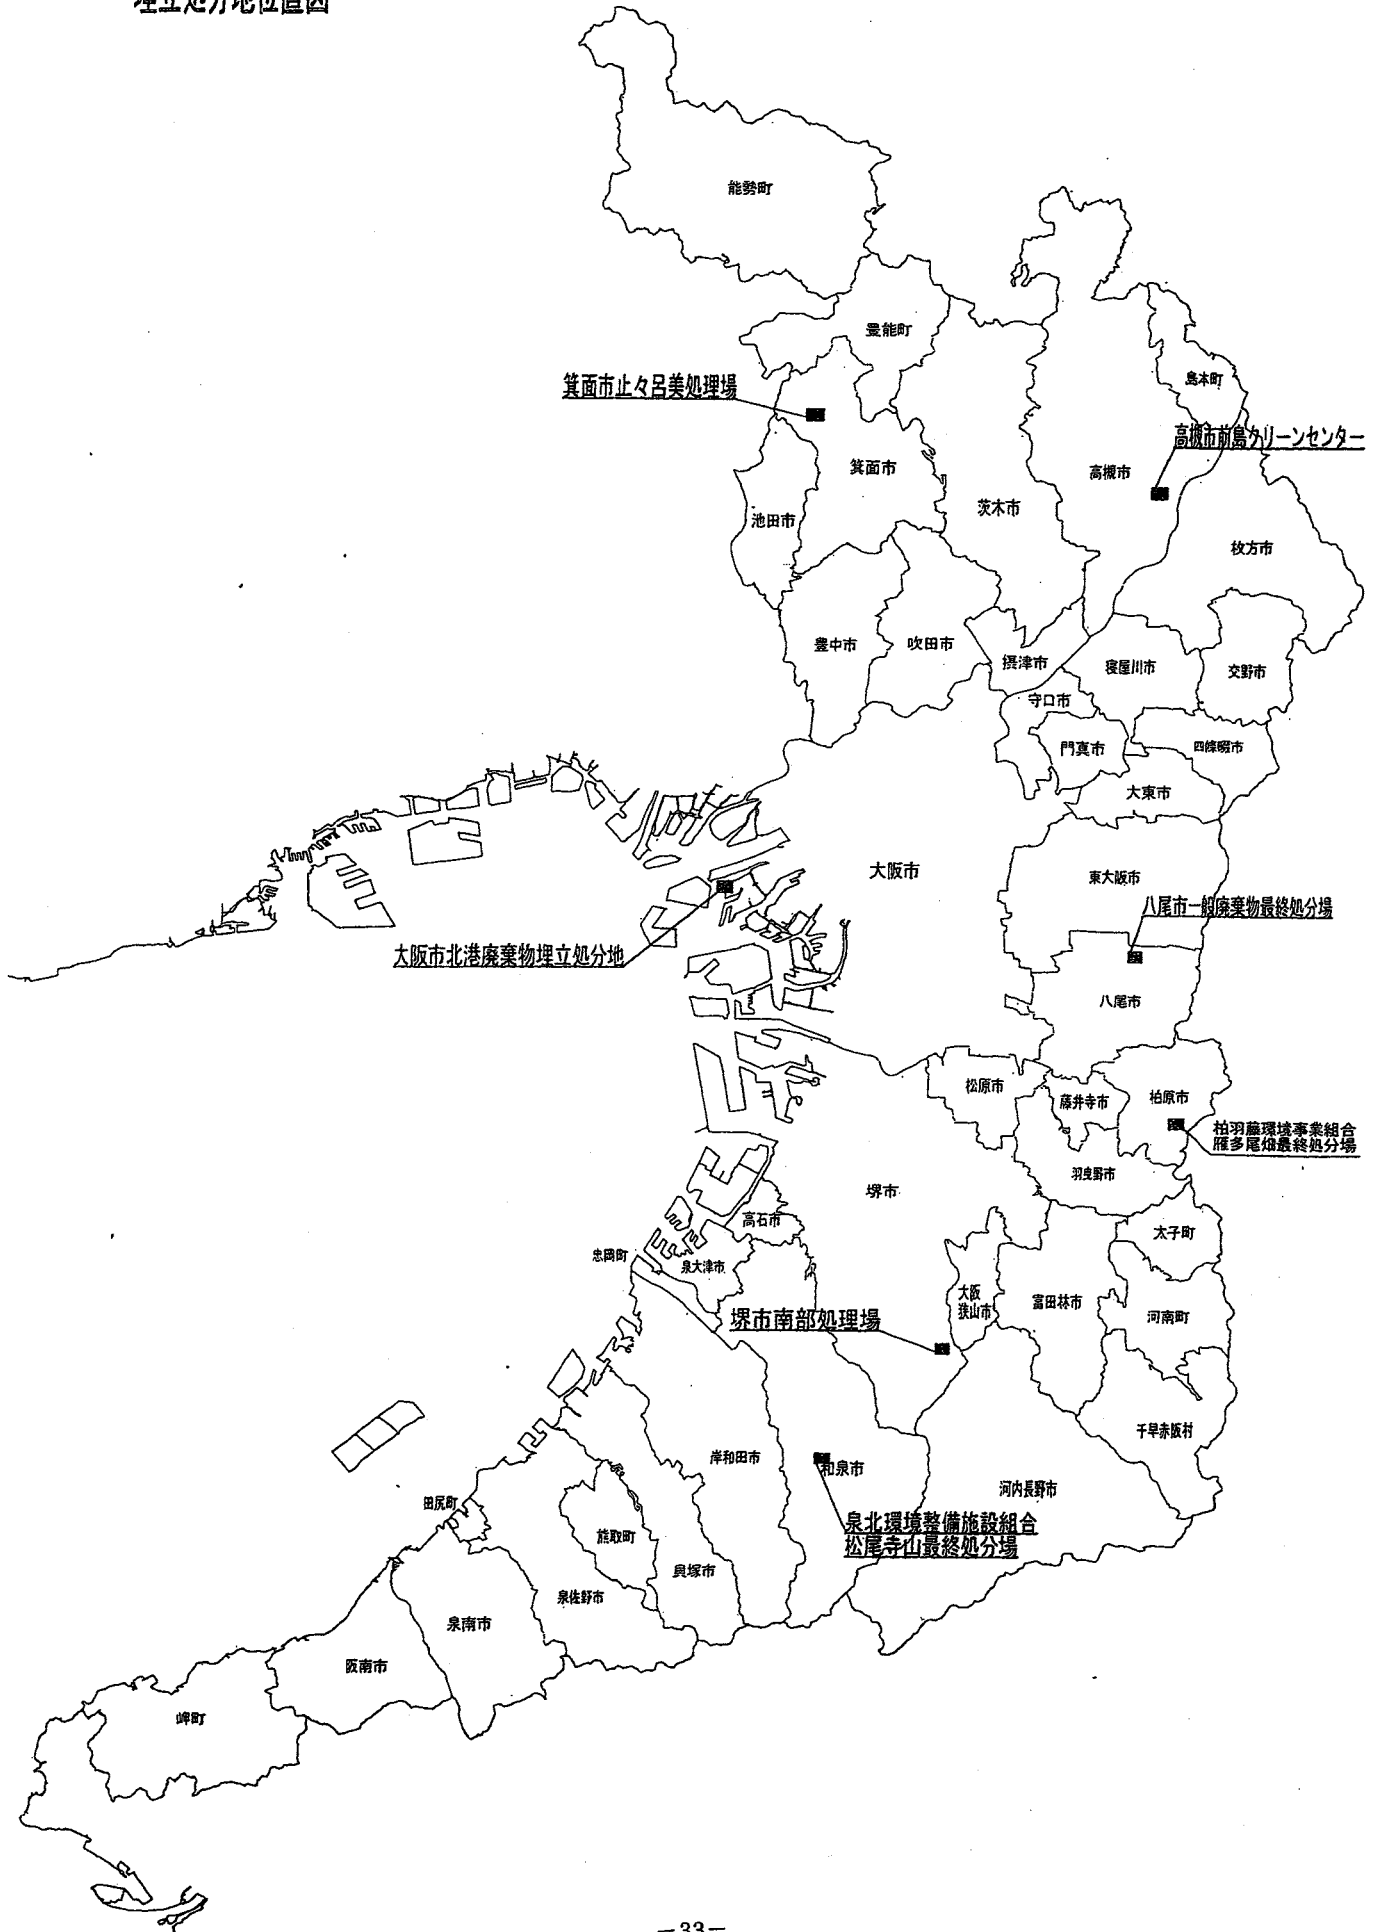 埋立処分地位置図
能勢町
豊能町
島本町
箕面市止々呂美処理場
高槻市前島クリーンセンター
箕面市
高槻市
茨木市
池田市
枚方市
豊中市
吹田市
摂津市
寝屋川市
交野市
守口市
門真市
四條畷市
大東市
大阪市
東大阪市
八尾市一般廃棄物最終処分場
大阪市北港廃棄物埋立処分地
八尾市
松原市
藤井寺市
柏原市
柏羽藤環境事業組合
雁多尾畑最終処分場
羽曳野市
堺市
高石市
太子町
忠岡町
泉大津市
大阪
狭山市
富田林市
河南町
堺市南部処理場
千早赤阪村
岸和田市
和泉市
河内長野市
田尻町
泉北環境整備施設組合
松尾寺山最終処分場
熊取町
貝塚市
泉佐野市
泉南市
阪南市
岬町
－33－